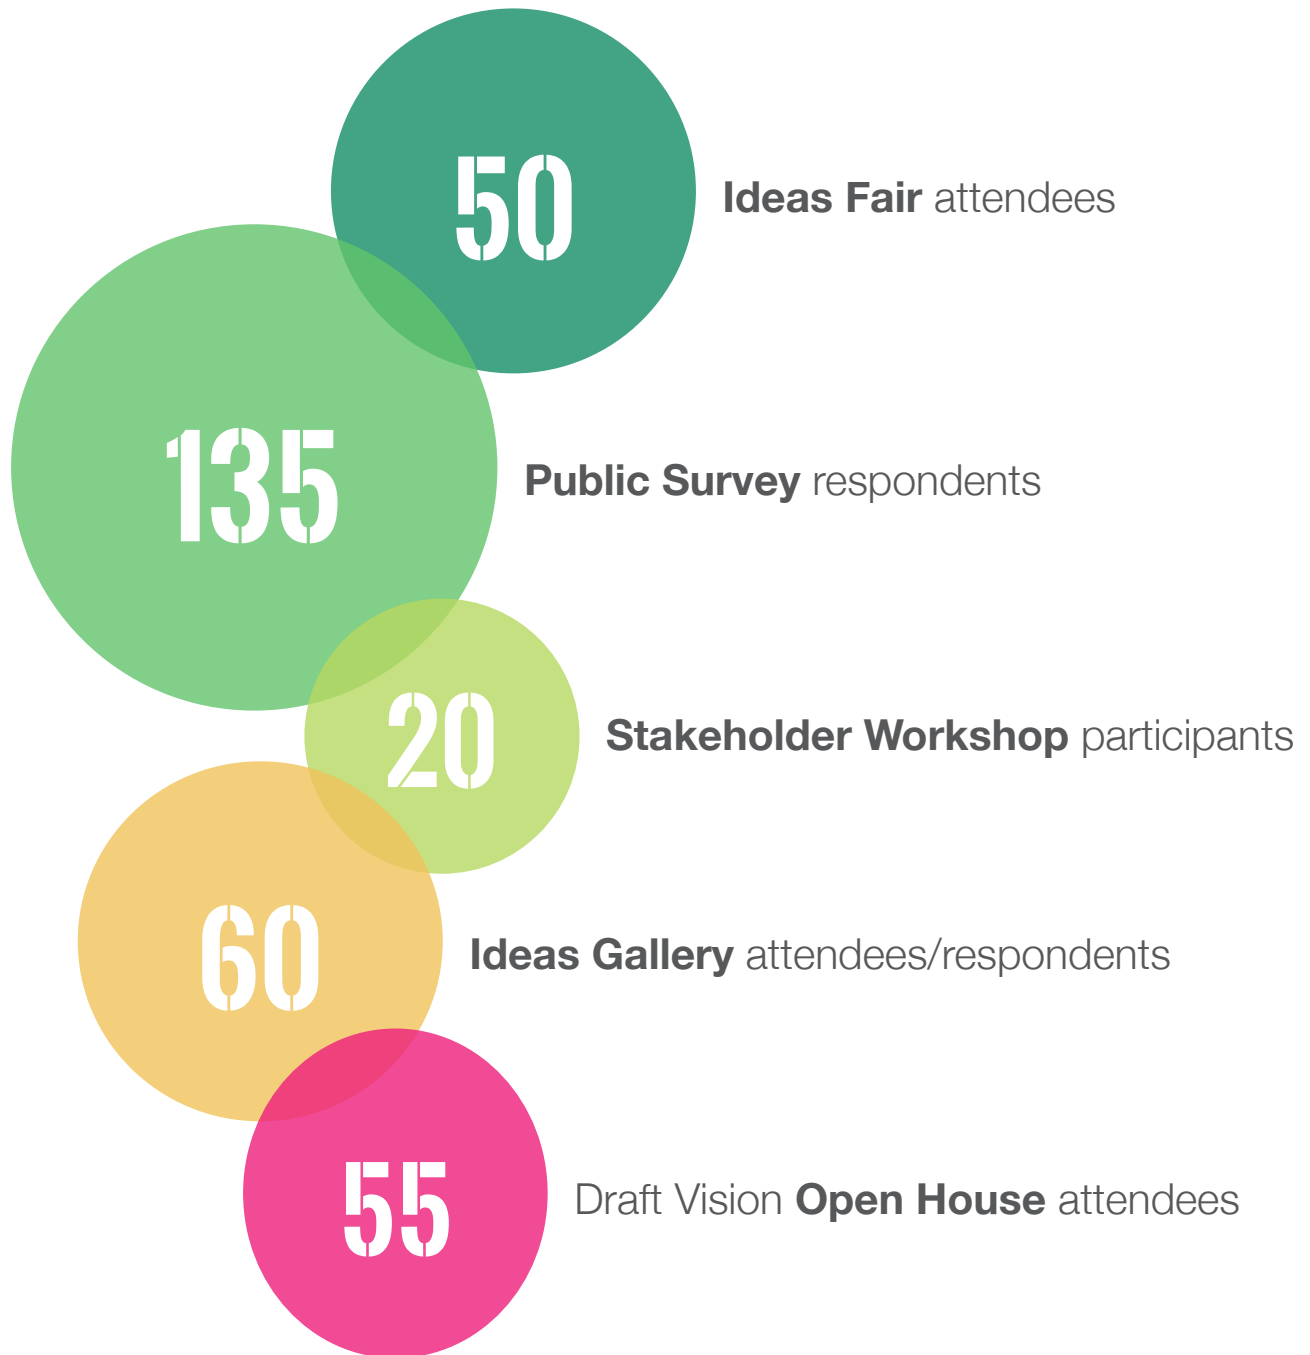 50
Ideas Fair attendees
135
Public Survey respondents
20
Stakeholder Workshop participants
60
Ideas Gallery attendees/respondents
55
Draft Vision Open House attendees